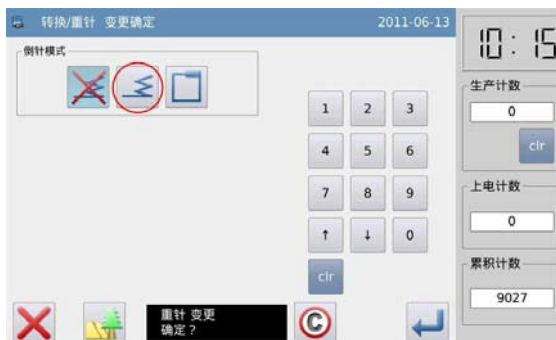 转换/重针 变更确定 2011-06-13
10:15
倒针模式
生产计数
0
clr
1 2 3
4 5 6
7 8 9
↑ ↓ 0
clr
上电计数
0
累积计数
9027
重针 变更
确定？
©